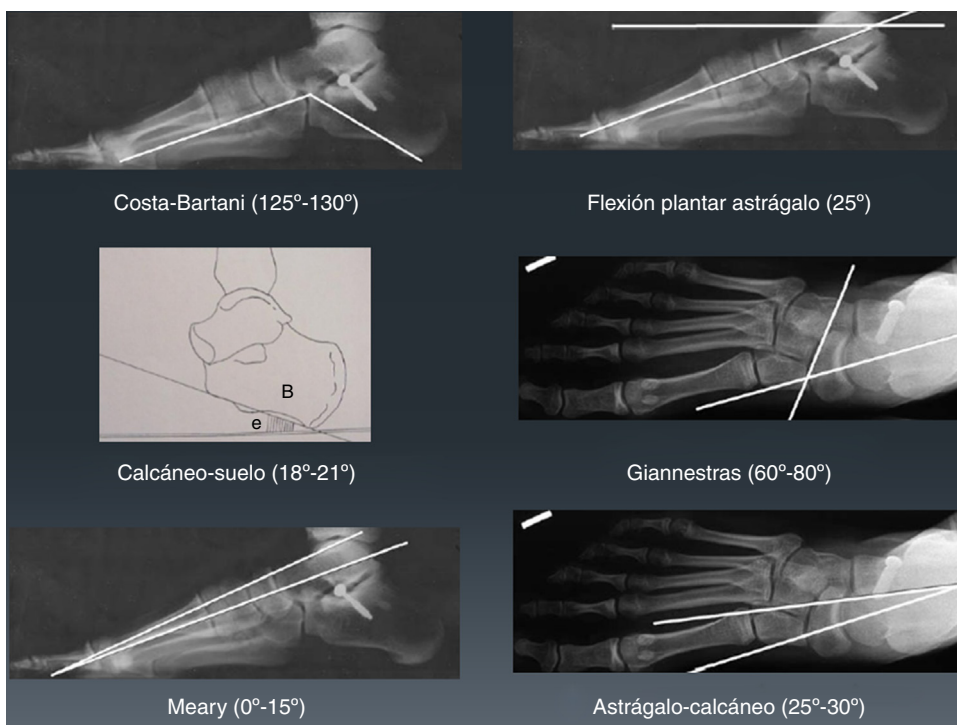 Costa-Bartani (125º-130º)
Flexión plantar astrágalo (25º)
B
e
Calcáneo-suelo (18º-21º)
Giannestras (60º-80º)
Meary (0º-15º)
Astrágalo-calcáneo (25º-30º)